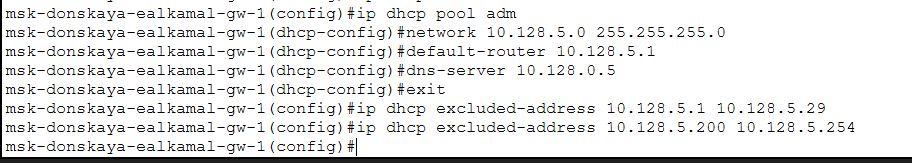 msk-donskaya-ealkamal-gw-1(config)#ip dhcp pool adm
msk-donskaya-ealkamal-gw-1(dhcp-config)#network 10.128.5.0 255.255.255.0
msk-donskaya-ealkamal-gw-1(dhcp-config)#default-router 10.128.5.1
msk-donskaya-ealkamal-gw-1(dhcp-config)#dns-server 10.128.0.5
msk-donskaya-ealkamal-gw-1(dhcp-config)#exit
msk-donskaya-ealkamal-gw-1(config)#ip dhcp excluded-address 10.128.5.1 10.128.5.29
msk-donskaya-ealkamal-gw-1(config)#ip dhcp excluded-address 10.128.5.200 10.128.5.254
msk-donskaya-ealkamal-gw-1(config)#